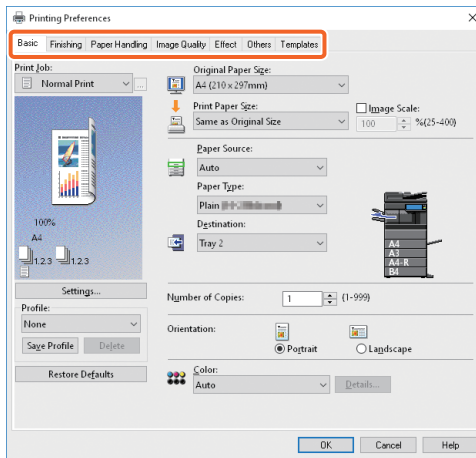 Printing Preferences
Basic Finishing Paper Handling Image Quality Effect Others Templates
Print Job:
Normal Print
...
100%
A4
1.2.3 1.2.3
Settings...
Profile:
None
Save Profile Delete
Restore Defaults
Original Paper Size:
A4 (210 x 297mm)
Print Paper Size:
Same as Original Size
Image Scale:
100 %(25-400)
Paper Source:
Auto
Paper Type:
Plain
Destination:
Tray 2
A4
A3
A4-R
B4
Number of Copies: 1 (1-999)
Orientation:
Portrait Landscape
Color:
Auto
Details...
OK Cancel Help